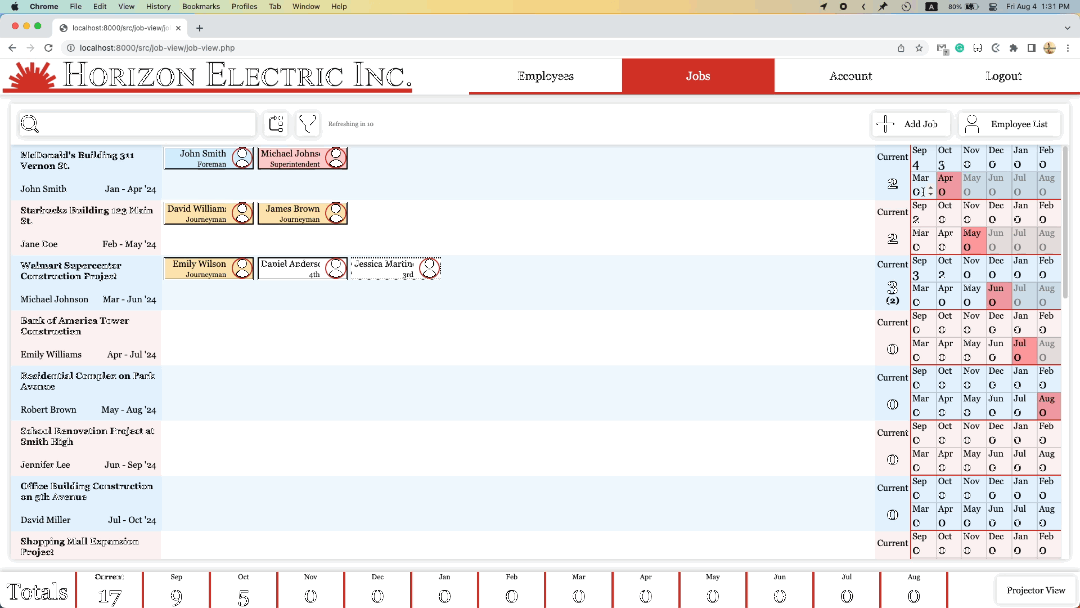 Chrome File Edit View History Bookmarks Profiles Tab Window Help
A 80% Fri Aug 4 1:31 PM
localhost:8000/src/job-view/job-view.php
localhost:8000/src/job-view/job-view.php
HORIZON ELECTRIC INC.
Employees Jobs Account Logout
Refreshing in 10
Add Job Employee List
McDonald's Building 311
Vernon St.
John Smith Jan - Apr '24
John Smith
Foreman
Michael Johns
Superintendent
Current
2
Sep Oct Nov Dec Jan Feb
4 3 0 0 0 0
Mar Apr May Jun Jul Aug
0 0 0 0 0 0
Starbucks Building 123 Main
St.
Jane Doe Feb - May '24
David William
Journeyman
James Brown
Journeyman
Current
2
Sep Oct Nov Dec Jan Feb
2 0 0 0 0 0
Mar Apr May Jun Jul Aug
0 0 0 0 0 0
Walmart Supercenter
Construction Project
Michael Johnson Mar - Jun '24
Emily Wilson
Journeyman
Daniel Anders
4th
Jessica Martin
3rd
Current
3
(2)
Sep Oct Nov Dec Jan Feb
3 2 0 0 0 0
Mar Apr May Jun Jul Aug
0 0 0 0 0 0
Bank of America Tower
Construction
Emily Williams Apr - Jul '24
Current
0
Sep Oct Nov Dec Jan Feb
0 0 0 0 0 0
Mar Apr May Jun Jul Aug
0 0 0 0 0 0
Residential Complex on Park
Avenue
Robert Brown May - Aug '24
Current
0
Sep Oct Nov Dec Jan Feb
0 0 0 0 0 0
Mar Apr May Jun Jul Aug
0 0 0 0 0 0
School Renovation Project at
Smith High
Jennifer Lee Jun - Sep '24
Current
0
Sep Oct Nov Dec Jan Feb
0 0 0 0 0 0
Mar Apr May Jun Jul Aug
0 0 0 0 0 0
Office Building Construction
on 5th Avenue
David Miller Jul - Oct '24
Current
0
Sep Oct Nov Dec Jan Feb
0 0 0 0 0 0
Mar Apr May Jun Jul Aug
0 0 0 0 0 0
Shopping Mall Expansion
Project
Current
Sep Oct Nov Dec Jan Feb
0 0 0 0 0 0
Totals
Current Sep Oct Nov Dec Jan Feb Mar Apr May Jun Jul Aug
17 9 5 0 0 0 0 0 0 0 0 0 0
Projector View